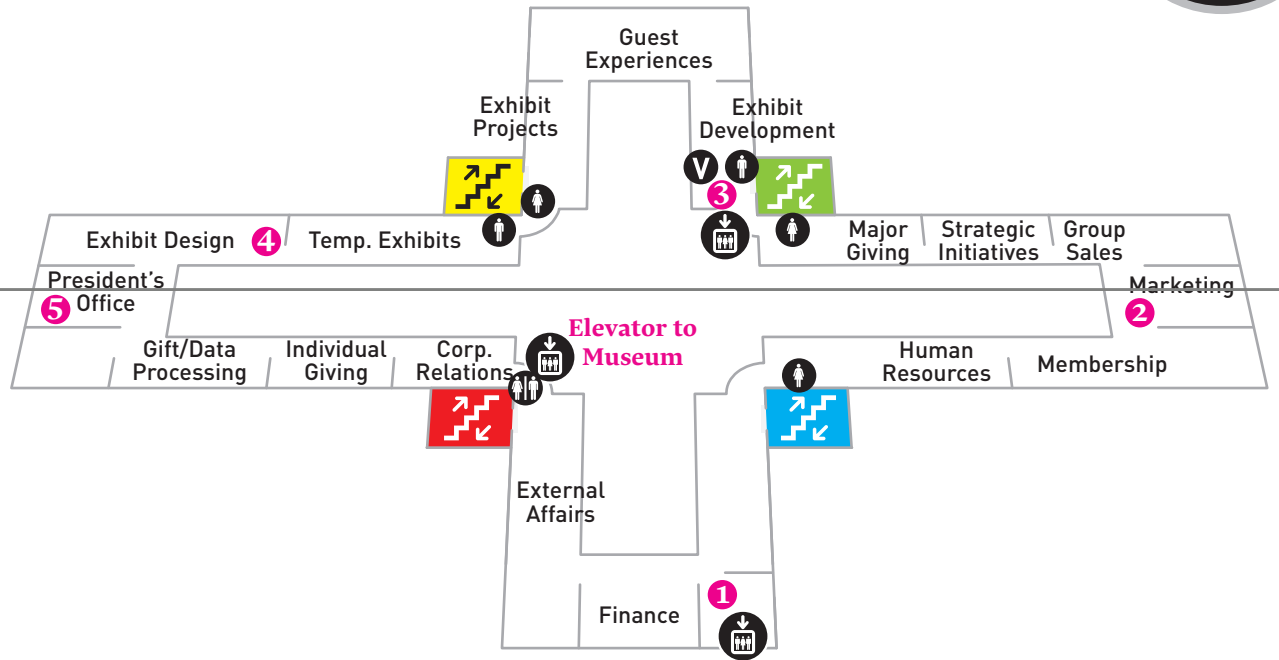 Guest
Experiences
Exhibit
Projects
Exhibit
Development
V
3
Exhibit Design
4
Temp. Exhibits
Major
Giving
Strategic
Initiatives
Group
Sales
President's
Office
5
Marketing
2
Elevator to
Museum
Gift/Data
Processing
Individual
Giving
Corp.
Relations
Human
Resources
Membership
External
Affairs
Finance
1